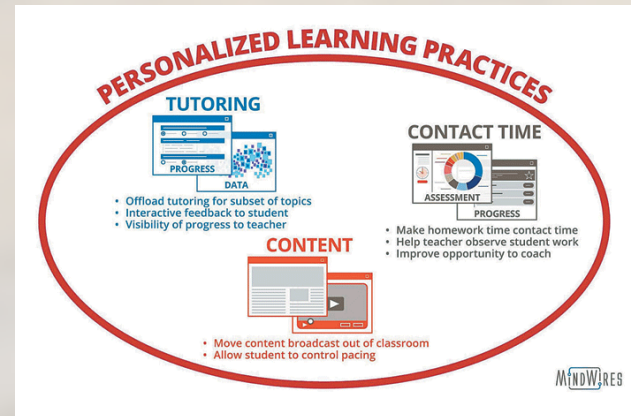 PERSONALIZED LEARNING PRACTICES
TUTORING
PROGRESS
DATA
• Offload tutoring for subset of topics
• Interactive feedback to student
• Visibility of progress to teacher
CONTACT TIME
ASSESSMENT
PROGRESS
• Make homework time contact time
• Help teacher observe student work
• Improve opportunity to coach
CONTENT
• Move content broadcast out of classroom
• Allow student to control pacing
MINDWIRES